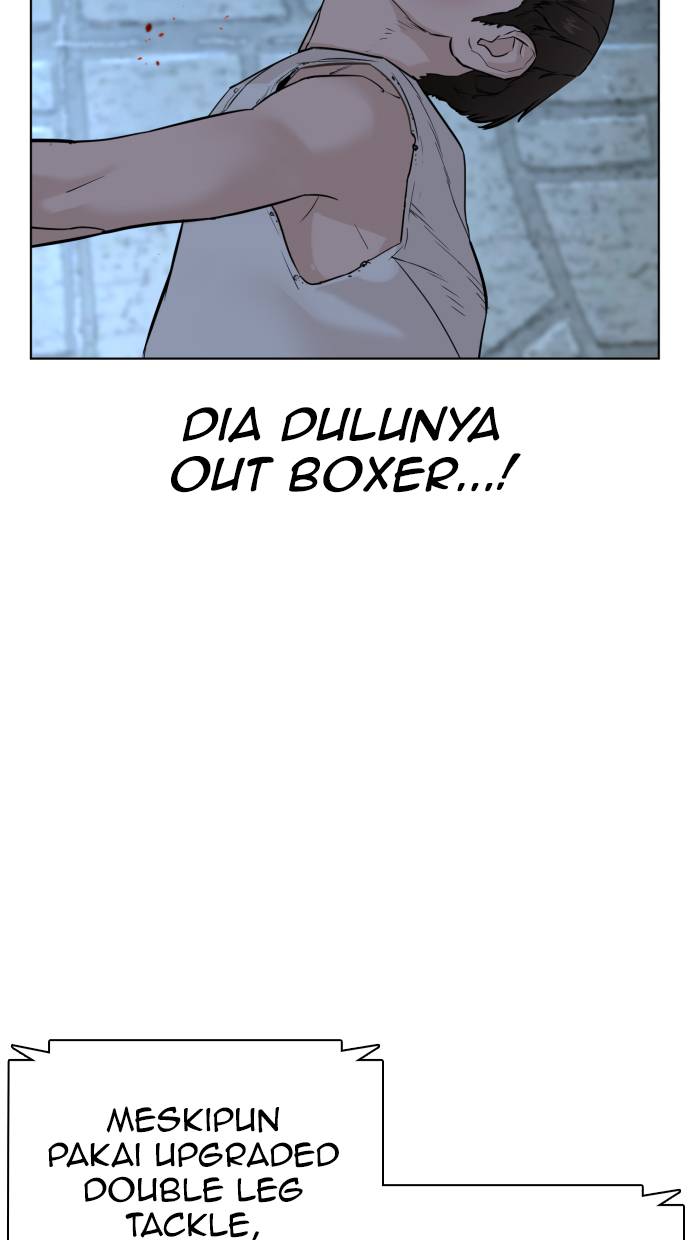 DIA DULUNYA
OUT BOXER...!
MESKIPUN
PAKAI UPGRADED
DOUBLE LEG
TACKLE,